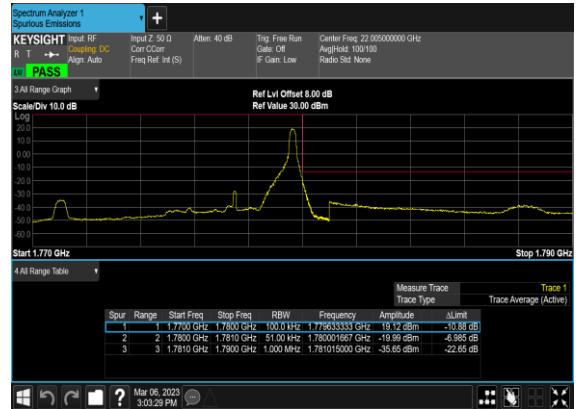 Spectrum Analyzer 1
Spurious Emissions
KEYSIGHT Input: RF Input Z: 50 Ω Atten: 40 dB Trig: Free Run Center Freq: 22.005000000 GHz
R T Coupling: DC Corr CCorr Gate: Off Avg|Hold: 100/100
Align: Auto Freq Ref: Int (S) IF Gain: Low Radio Std: None
LW PASS
3 All Range Graph
Ref Lvl Offset 8.00 dB
Scale/Div 10.0 dB Ref Value 30.00 dBm
Log
20.0
10.0
0.00
-10.0
-20.0
-30.0
-40.0
-50.0
-60.0
Start 1.770 GHz Stop 1.790 GHz
4 All Range Table
Measure Trace Trace 1
Trace Type Trace Average (Active)
Spur Range Start Freq Stop Freq RBW Frequency Amplitude ΔLimit
1 1 1.7700 GHz 1.7800 GHz 100.0 kHz 1.779633333 GHz 19.12 dBm -10.88 dB
2 2 1.7800 GHz 1.7810 GHz 51.00 kHz 1.780001667 GHz -19.99 dBm -6.985 dB
3 3 1.7810 GHz 1.7900 GHz 1.000 MHz 1.781015000 GHz -35.65 dBm -22.65 dB
Mar 06, 2023
3:03:29 PM